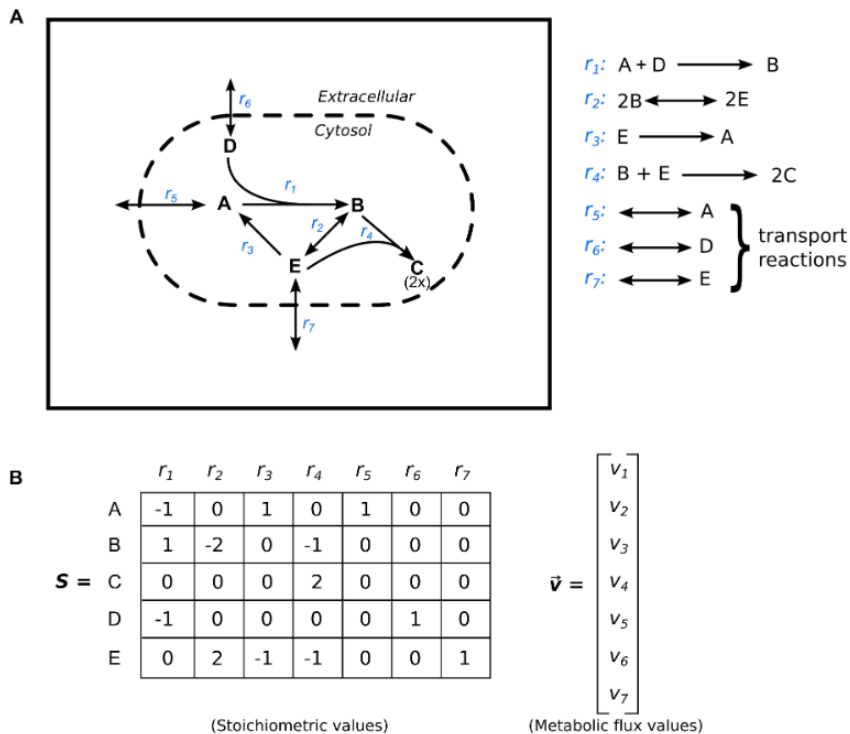 A
Extracellular
Cytosol
r6
D
r5
A
r1
B
r2
r4
r3
E
C
(2x)
r7
r1: A + D ⟶ B
r2: 2B ⟷ 2E
r3: E ⟶ A
r4: B + E ⟶ 2C
r5: ⟷ A
r6: ⟷ D
r7: ⟷ E
} transport
reactions
B
r1 r2 r3 r4 r5 r6 r7
A -1 0 1 0 1 0 0
B 1 -2 0 -1 0 0 0
S = C 0 0 0 2 0 0 0
D -1 0 0 0 0 1 0
E 0 2 -1 -1 0 0 1
(Stoichiometric values)
v⃗ =
v1
v2
v3
v4
v5
v6
v7
(Metabolic flux values)